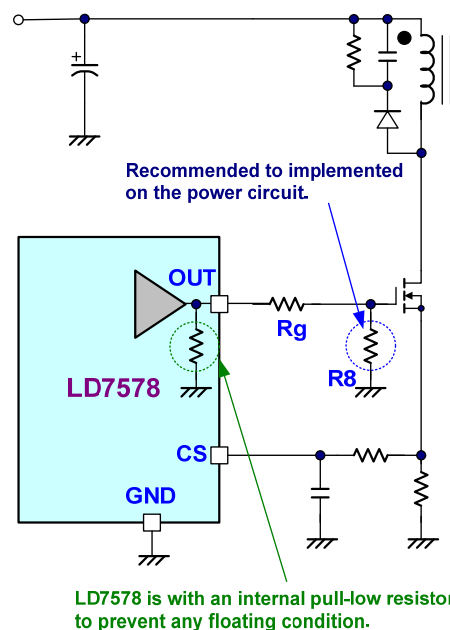 +
Recommended to implemented
on the power circuit.
OUT
Rg
R8
LD7578
CS
GND
LD7578 is with an internal pull-low resistor
to prevent any floating condition.